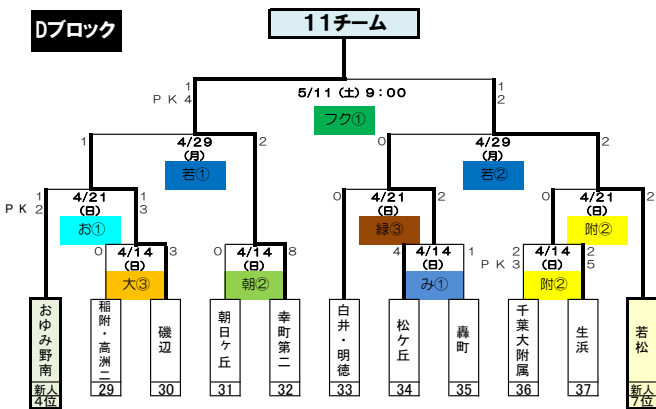 Dブロック
11チーム
5/11（土）9：00
1
PK 4
1
2
フク①
1
4/29
（月）
2
若①
0
4/29
（月）
2
若②
1
PK 2
4/21
（日）
1
3
お①
0
4/21
（日）
2
緑③
4/21
（日）
2
附②
0
4/14
（日）
3
大③
0
4/14
（日）
8
朝②
4
4/14
（日）
1
み①
2
PK 3
4/14
（日）
2
5
附②
おゆみ野南
稲附・高洲二
磯辺
朝日ヶ丘
幸町第二
白井・明徳
松ケ丘
轟町
千葉大附属
生浜
若松
新人
4位
29
30
31
32
33
34
35
36
37
新人
7位